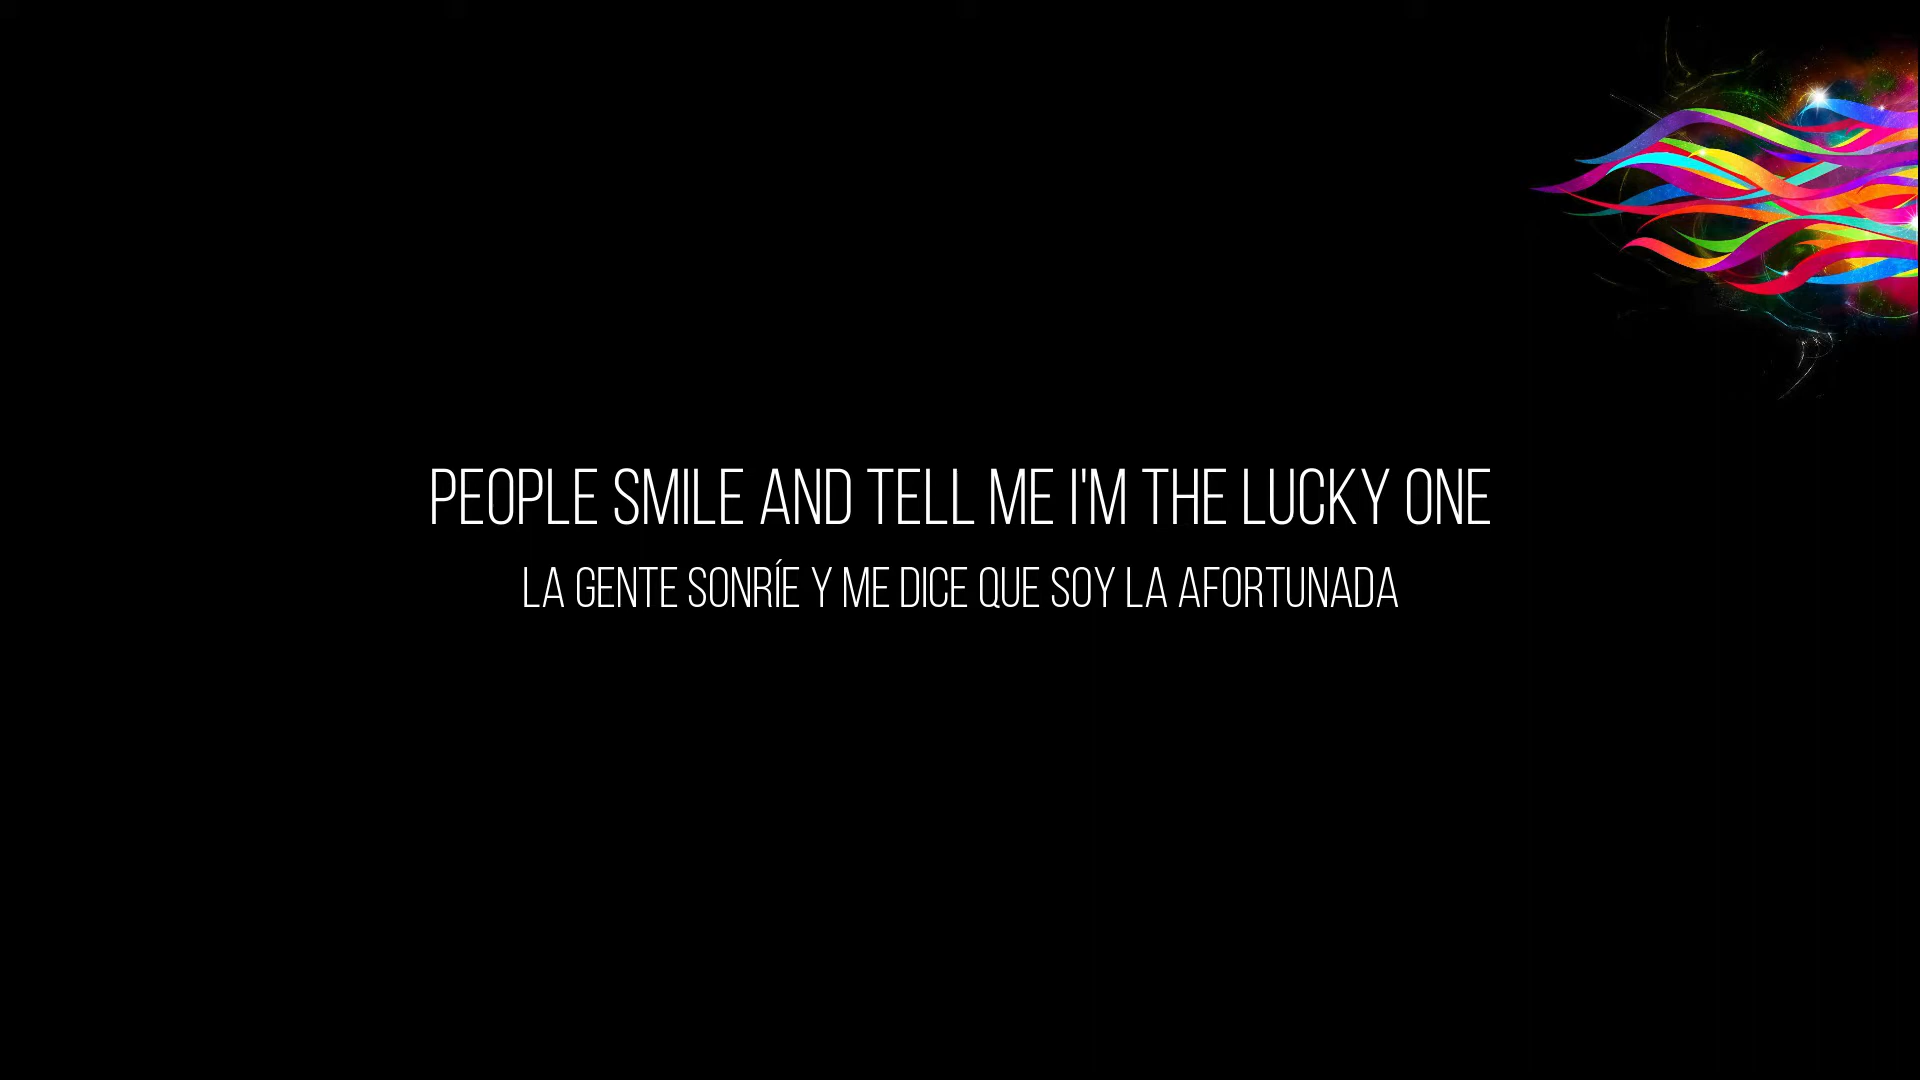 PEOPLE SMILE AND TELL ME I'M THE LUCKY ONE
LA GENTE SONRÍE Y ME DICE QUE SOY LA AFORTUNADA